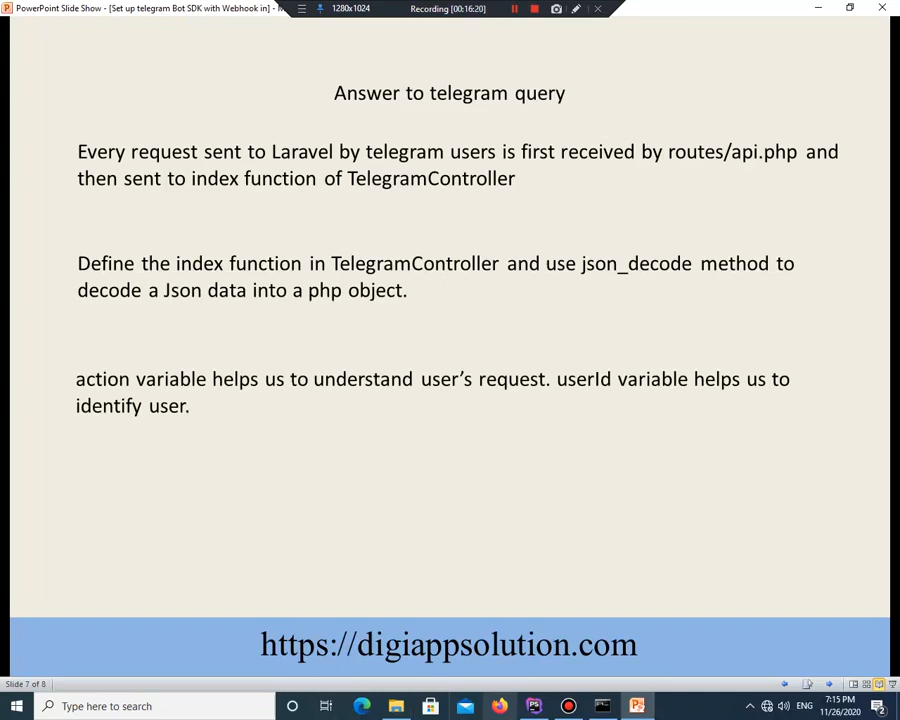 PowerPoint Slide Show - [Set up telegram Bot SDK with Webhook in] -
1280x1024
Recording [00:16:20]
Answer to telegram query
Every request sent to Laravel by telegram users is first received by routes/api.php and
then sent to index function of TelegramController
Define the index function in TelegramController and use json_decode method to
decode a Json data into a php object.
action variable helps us to understand user’s request. userId variable helps us to
identify user.
https://digiappsolution.com
Slide 7 of 8
Type here to search
ENG
7:15 PM
11/26/2020
2